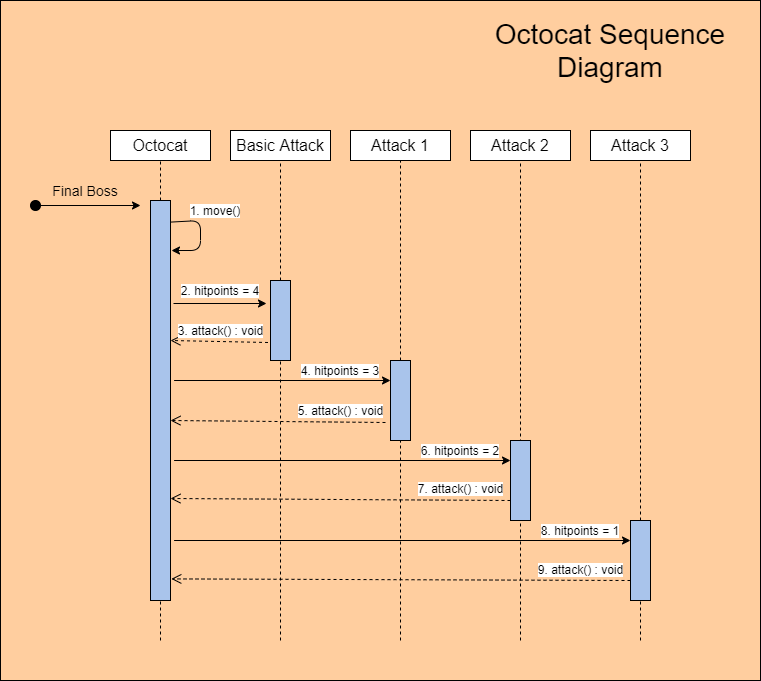 Octocat Sequence
Diagram
Octocat
Basic Attack
Attack 1
Attack 2
Attack 3
Final Boss
1. move()
2. hitpoints = 4
3. attack() : void
4. hitpoints = 3
5. attack() : void
6. hitpoints = 2
7. attack() : void
8. hitpoints = 1
9. attack() : void